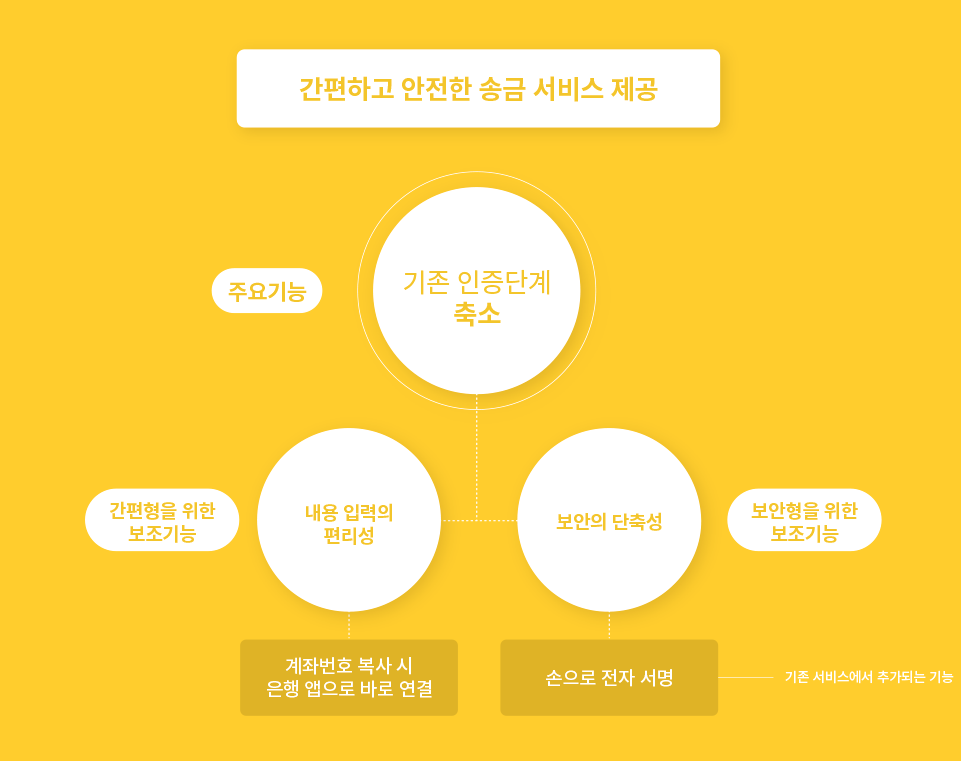 간편하고 안전한 송금 서비스 제공
주요기능
기존 인증단계
축소
간편형을 위한
보조기능
내용 입력의
편리성
보안의 단축성
보안형을 위한
보조기능
계좌번호 복사 시
은행 앱으로 바로 연결
손으로 전자 서명
기존 서비스에서 추가되는 기능